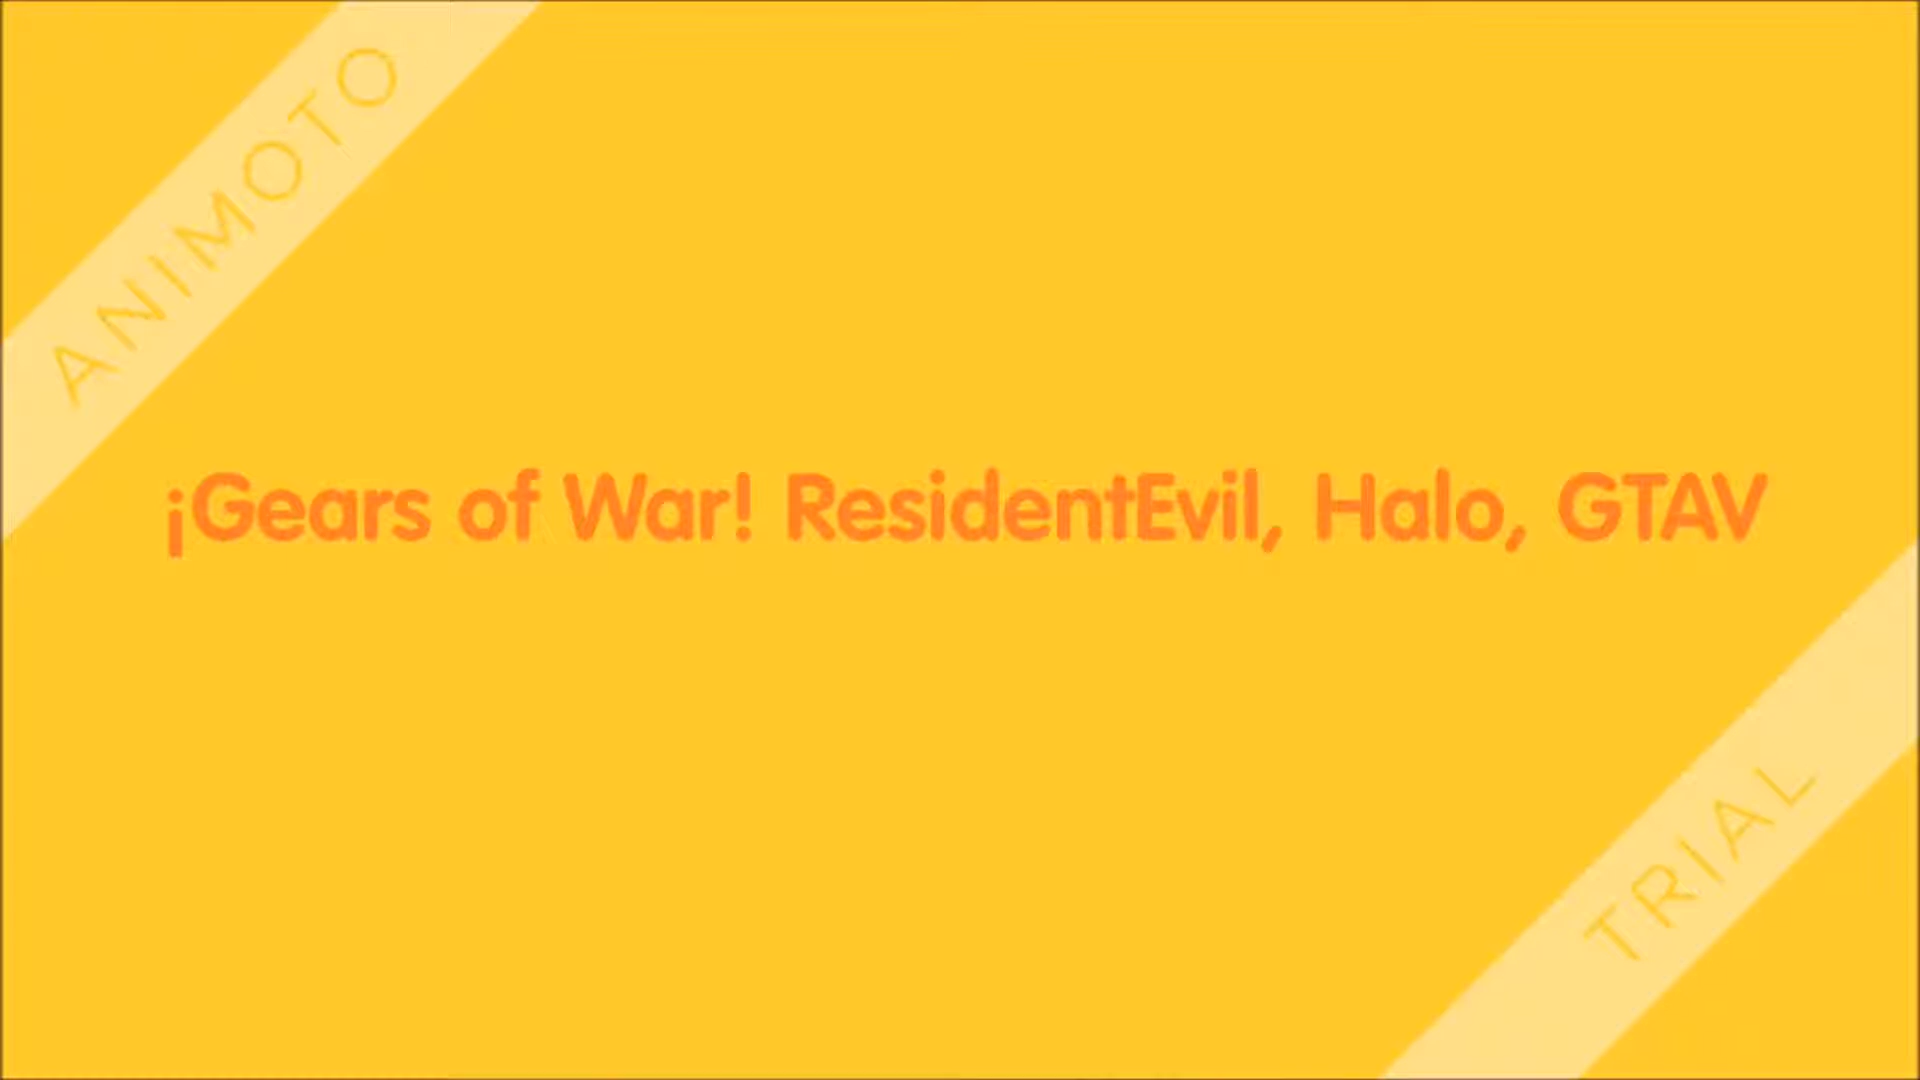 ANIMOTO
¡Gears of War! ResidentEvil, Halo, GTAV
TRIAL